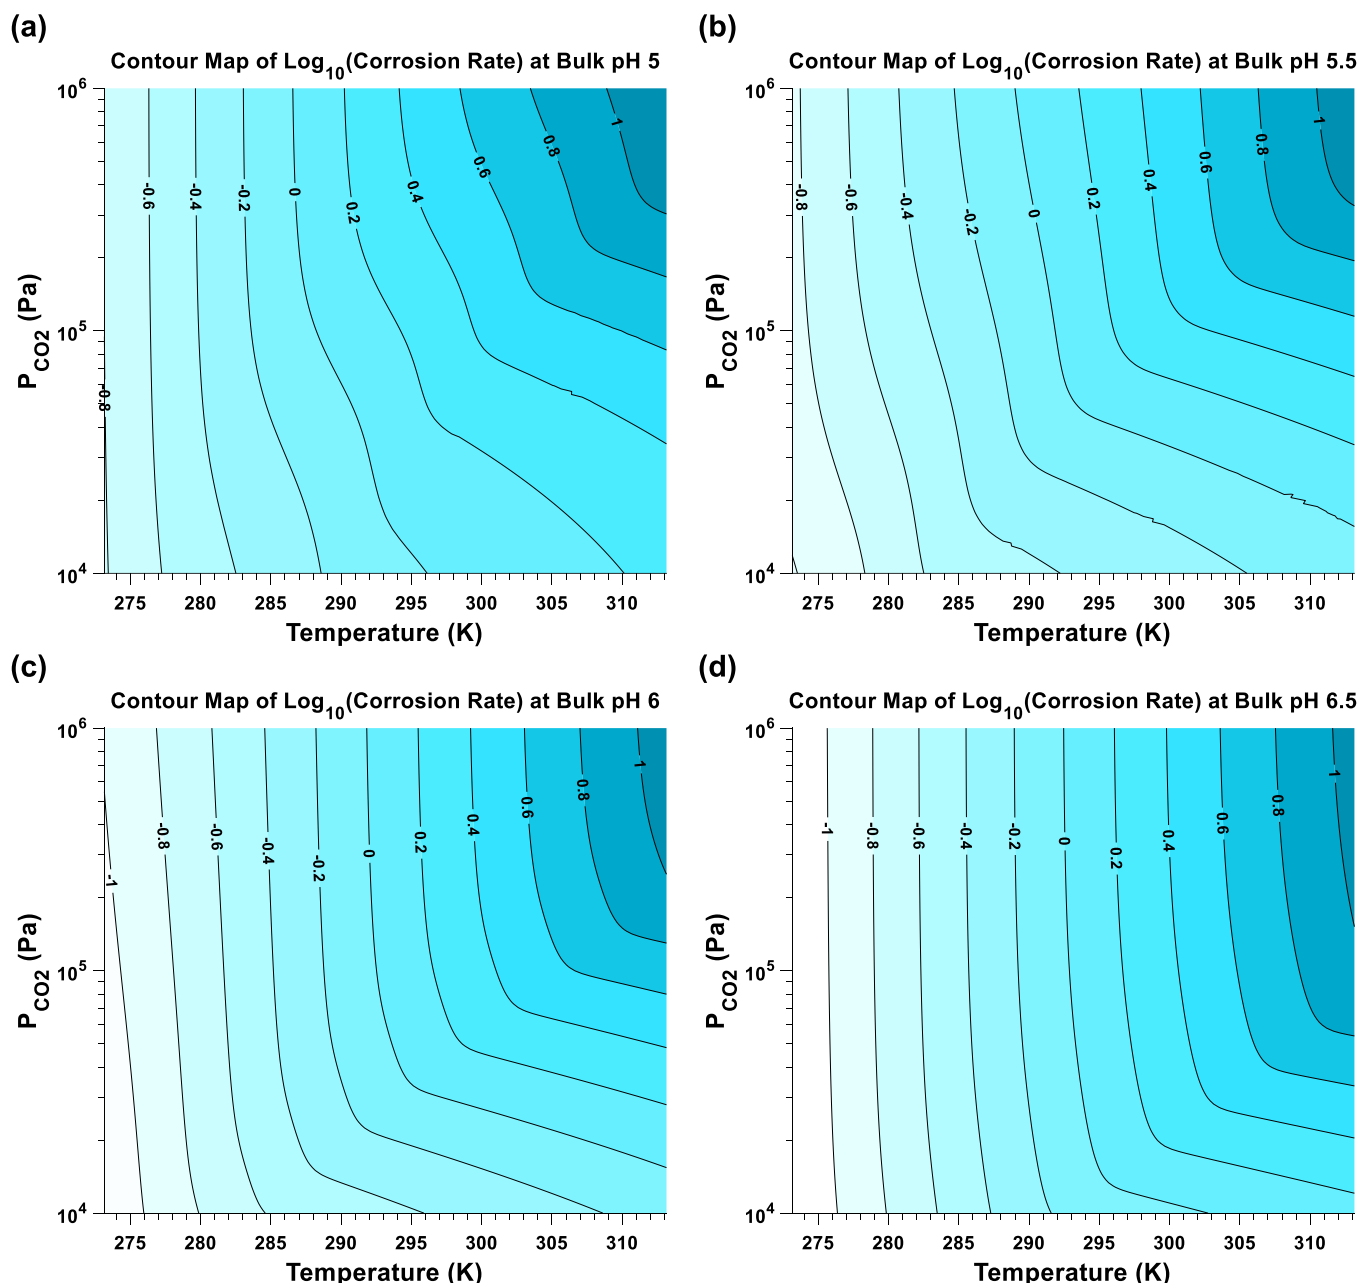 (a)
Contour Map of Log10(Corrosion Rate) at Bulk pH 5
10^6
10^5
10^4
P_CO2 (Pa)
-0.8
-0.6
-0.4
-0.2
0
0.2
0.4
0.6
0.8
1
275 280 285 290 295 300 305 310
Temperature (K)
(b)
Contour Map of Log10(Corrosion Rate) at Bulk pH 5.5
10^6
10^5
10^4
P_CO2 (Pa)
-0.8
-0.6
-0.4
-0.2
0
0.2
0.4
0.6
0.8
1
275 280 285 290 295 300 305 310
Temperature (K)
(c)
Contour Map of Log10(Corrosion Rate) at Bulk pH 6
10^6
10^5
10^4
P_CO2 (Pa)
-1
-0.8
-0.6
-0.4
-0.2
0
0.2
0.4
0.6
0.8
1
275 280 285 290 295 300 305 310
Temperature (K)
(d)
Contour Map of Log10(Corrosion Rate) at Bulk pH 6.5
10^6
10^5
10^4
P_CO2 (Pa)
-1
-0.8
-0.6
-0.4
-0.2
0
0.2
0.4
0.6
0.8
1
275 280 285 290 295 300 305 310
Temperature (K)